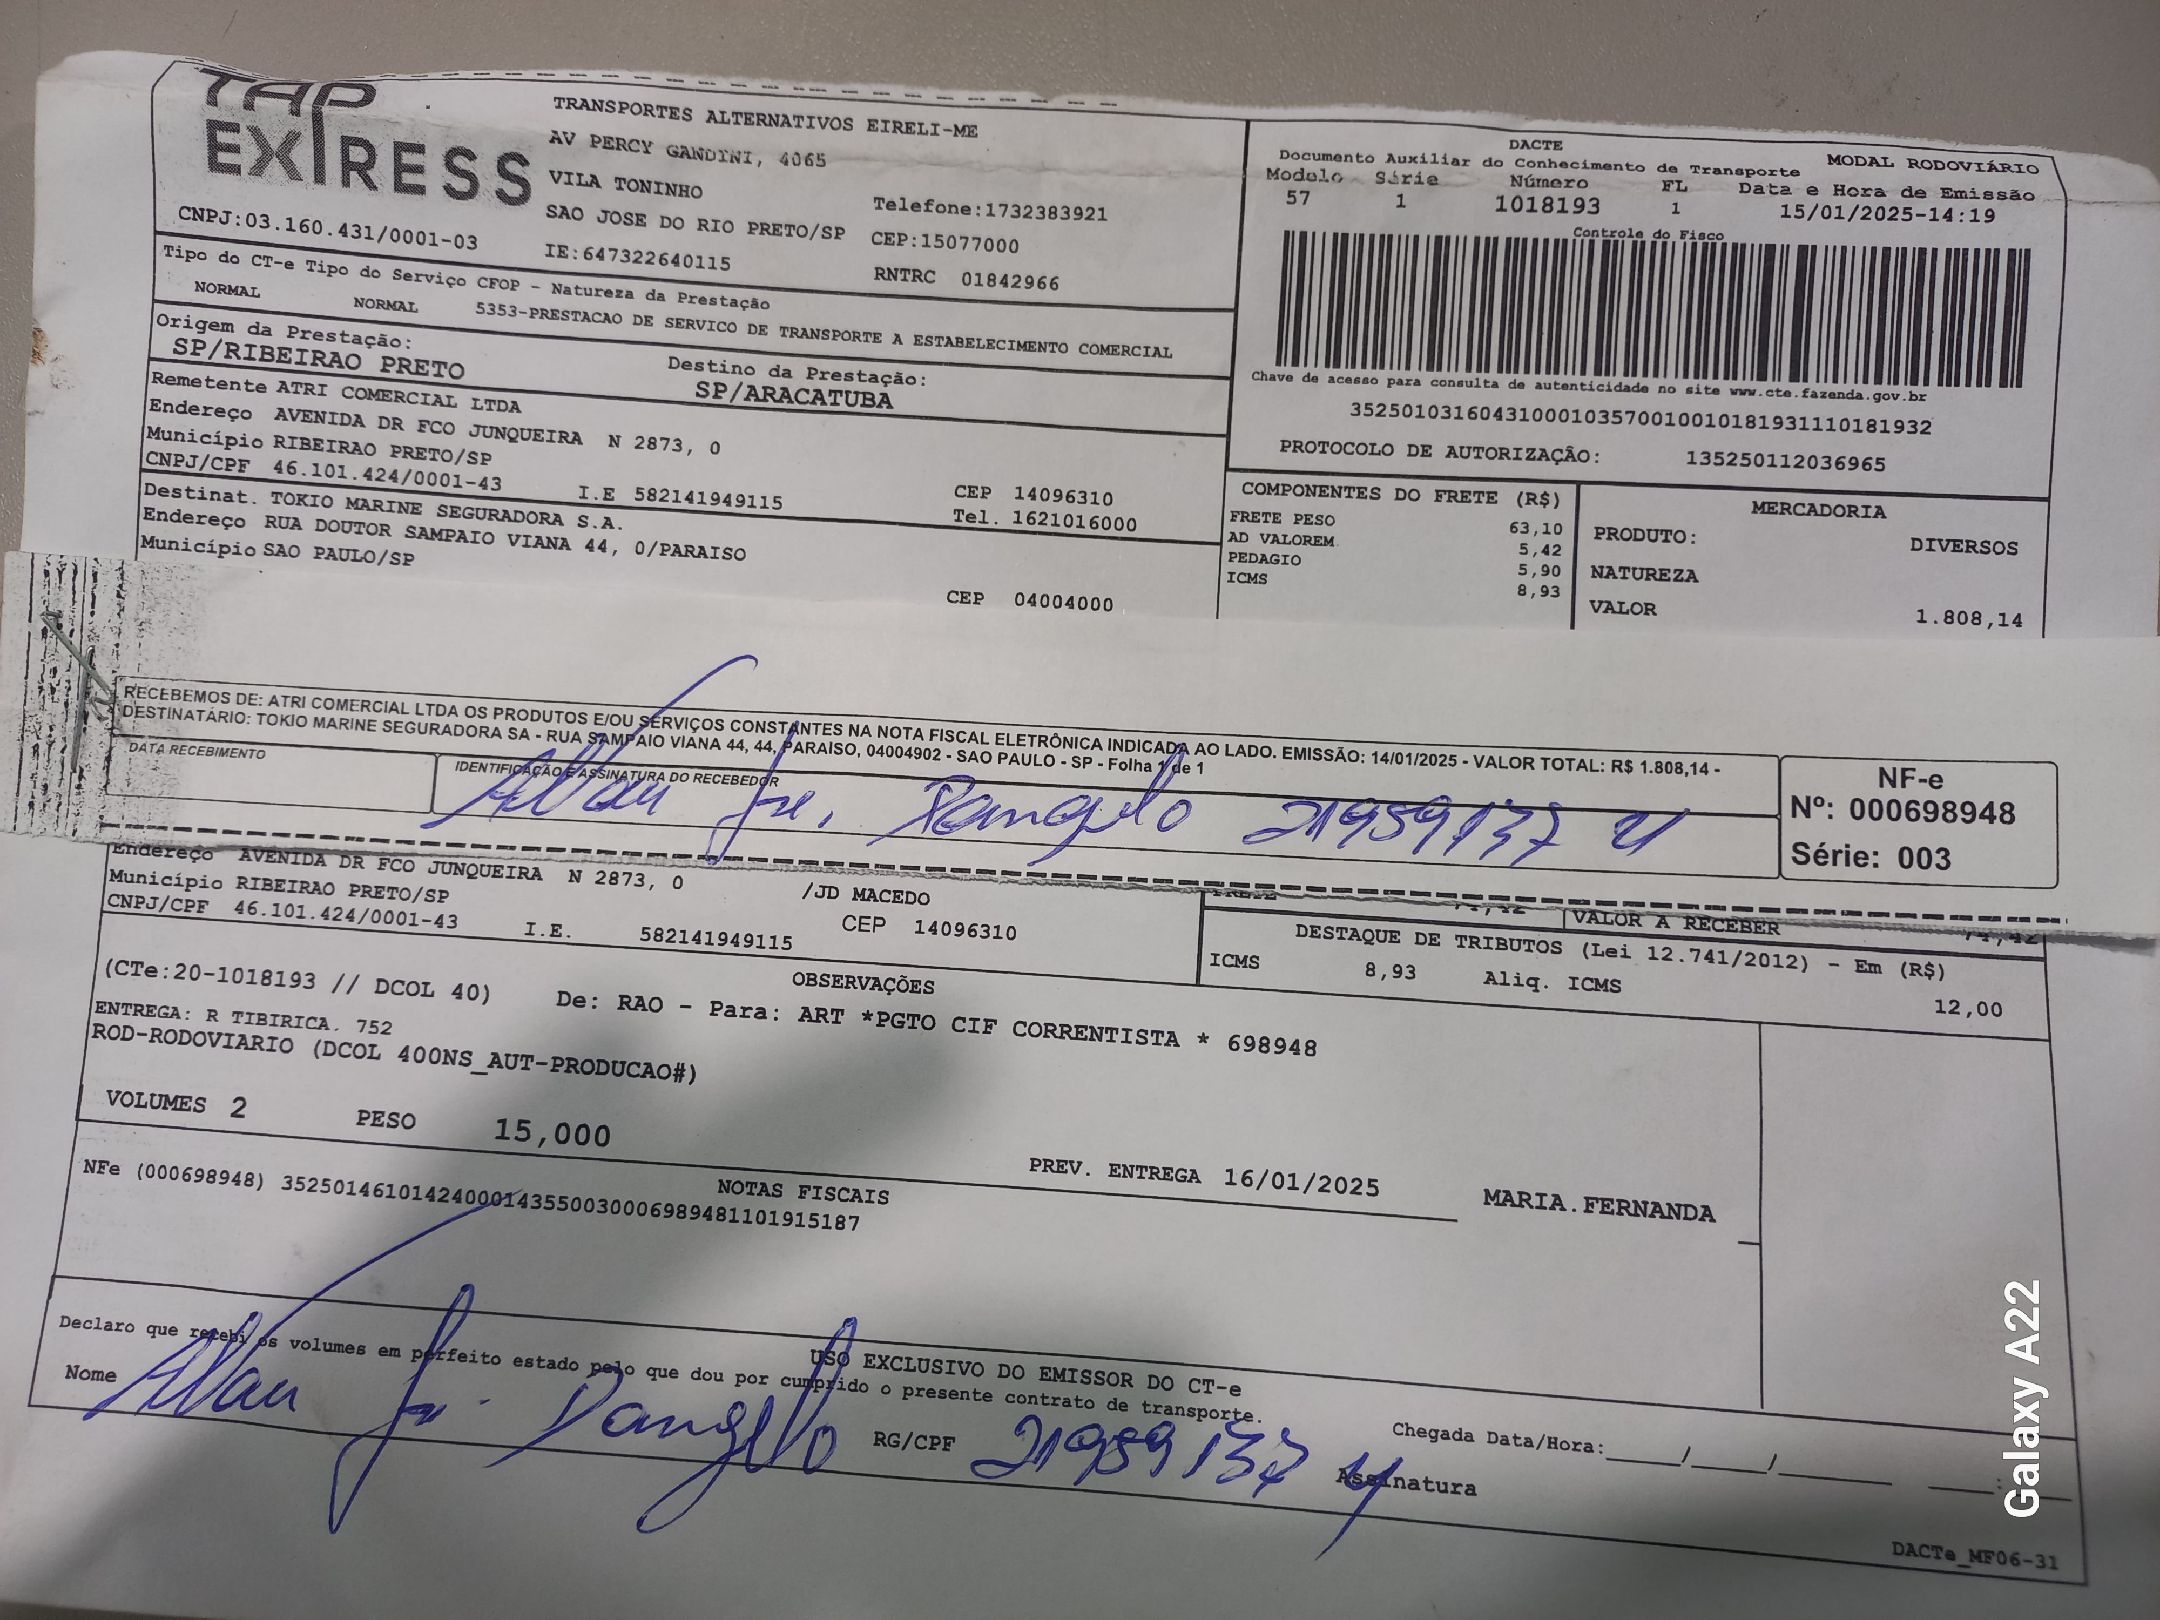 TAP
EXPRESS
TRANSPORTES ALTERNATIVOS EIRELI-ME
AV PERCY GANDINI, 4065
VILA TONINHO
Telefone:1732383921
SAO JOSE DO RIO PRETO/SP CEP:15077000
CNPJ:03.160.431/0001-03 IE:647322640115 RNTRC 01842966
Tipo do CT-e Tipo do Serviço CFOP - Natureza da Prestação
NORMAL NORMAL 5353-PRESTACAO DE SERVICO DE TRANSPORTE A ESTABELECIMENTO COMERCIAL
Origem da Prestação: Destino da Prestação:
SP/RIBEIRAO PRETO SP/ARACATUBA
Remetente ATRI COMERCIAL LTDA
Endereço AVENIDA DR FCO JUNQUEIRA N 2873, 0
Município RIBEIRAO PRETO/SP CEP 14096310
CNPJ/CPF 46.101.424/0001-43 I.E 582141949115 Tel. 1621016000
Destinat. TOKIO MARINE SEGURADORA S.A.
Endereço RUA DOUTOR SAMPAIO VIANA 44, 0/PARAISO
Município SAO PAULO/SP CEP 04004000
DACTE MODAL RODOVIÁRIO
Documento Auxiliar do Conhecimento de Transporte
Modelo Série Número FL Data e Hora de Emissão
57 1 1018193 1 15/01/2025-14:19
Controle do Fisco
Chave de acesso para consulta de autenticidade no site www.cte.fazenda.gov.br
35250103160431000103570010010181931110181932
PROTOCOLO DE AUTORIZAÇÃO: 135250112036965
COMPONENTES DO FRETE (R$)
FRETE PESO 63,10
AD VALOREM 5,42
PEDAGIO 5,90
ICMS 8,93
MERCADORIA
PRODUTO: DIVERSOS
NATUREZA
VALOR 1.808,14
RECEBEMOS DE: ATRI COMERCIAL LTDA OS PRODUTOS E/OU SERVIÇOS CONSTANTES NA NOTA FISCAL ELETRÔNICA INDICADA AO LADO. EMISSÃO: 14/01/2025 - VALOR TOTAL: R$ 1.808,14 -
DESTINATÁRIO: TOKIO MARINE SEGURADORA SA - RUA SAMPAIO VIANA 44, 44, PARAISO, 04004902 - SAO PAULO - SP - Folha 1 de 1
DATA RECEBIMENTO IDENTIFICAÇÃO E ASSINATURA DO RECEBEDOR
21959137
NF-e
Nº: 000698948
Série: 003
Endereço AVENIDA DR FCO JUNQUEIRA N 2873, 0 /JD MACEDO
Município RIBEIRAO PRETO/SP CEP 14096310
CNPJ/CPF 46.101.424/0001-43 I.E. 582141949115
FRETE 74,42 VALOR A RECEBER 74,42
DESTAQUE DE TRIBUTOS (Lei 12.741/2012) - Em (R$)
ICMS 8,93 Aliq. ICMS 12,00
OBSERVAÇÕES
(CTe:20-1018193 // DCOL 40) De: RAO - Para: ART *PGTO CIF CORRENTISTA * 698948
ENTREGA: R TIBIRICA. 752
ROD-RODOVIARIO (DCOL 400NS_AUT-PRODUCAO#)
VOLUMES 2 PESO 15,000 PREV. ENTREGA 16/01/2025 MARIA.FERNANDA
NOTAS FISCAIS
NFe (000698948) 35250146101424000143550030006989481101915187
USO EXCLUSIVO DO EMISSOR DO CT-e
Declaro que recebi os volumes em perfeito estado pelo que dou por cumprido o presente contrato de transporte.
Nome RG/CPF 21959137 Assinatura Chegada Data/Hora:____/____/______ ____:____
DACTe_MF06-31
Galaxy A22